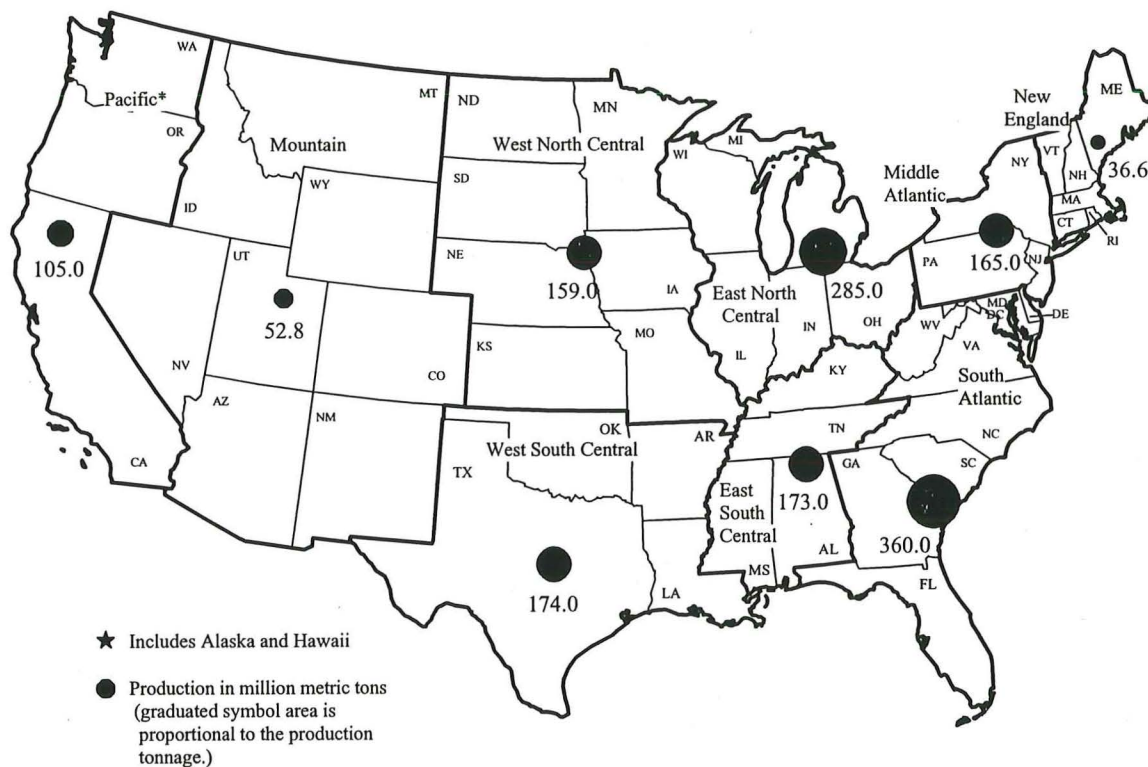 WA
Pacific*
OR
MT
Mountain
ID
WY
ND
MN
West North Central
SD
NE
WI
MI
New
England
ME
VT
NH
NY
36.6
Middle
Atlantic
MA
CT
RI
105.0
UT
52.8
NV
CO
159.0
IA
KS
MO
East North
Central
285.0
IL
IN
OH
PA
165.0
NJ
MD
DC
DE
WV
VA
KY
South
Atlantic
CA
AZ
NM
OK
AR
West South Central
TX
174.0
LA
TN
NC
SC
GA
East
South
Central
173.0
MS
AL
360.0
FL
★ Includes Alaska and Hawaii
● Production in million metric tons
(graduated symbol area is
proportional to the production
tonnage.)